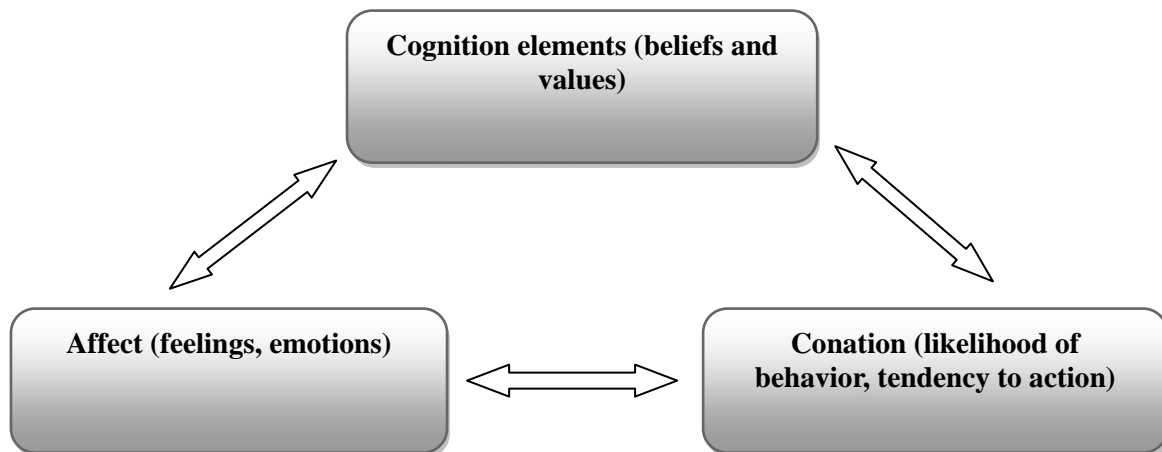 Cognition elements (beliefs and
values)
Affect (feelings, emotions)
Conation (likelihood of
behavior, tendency to action)